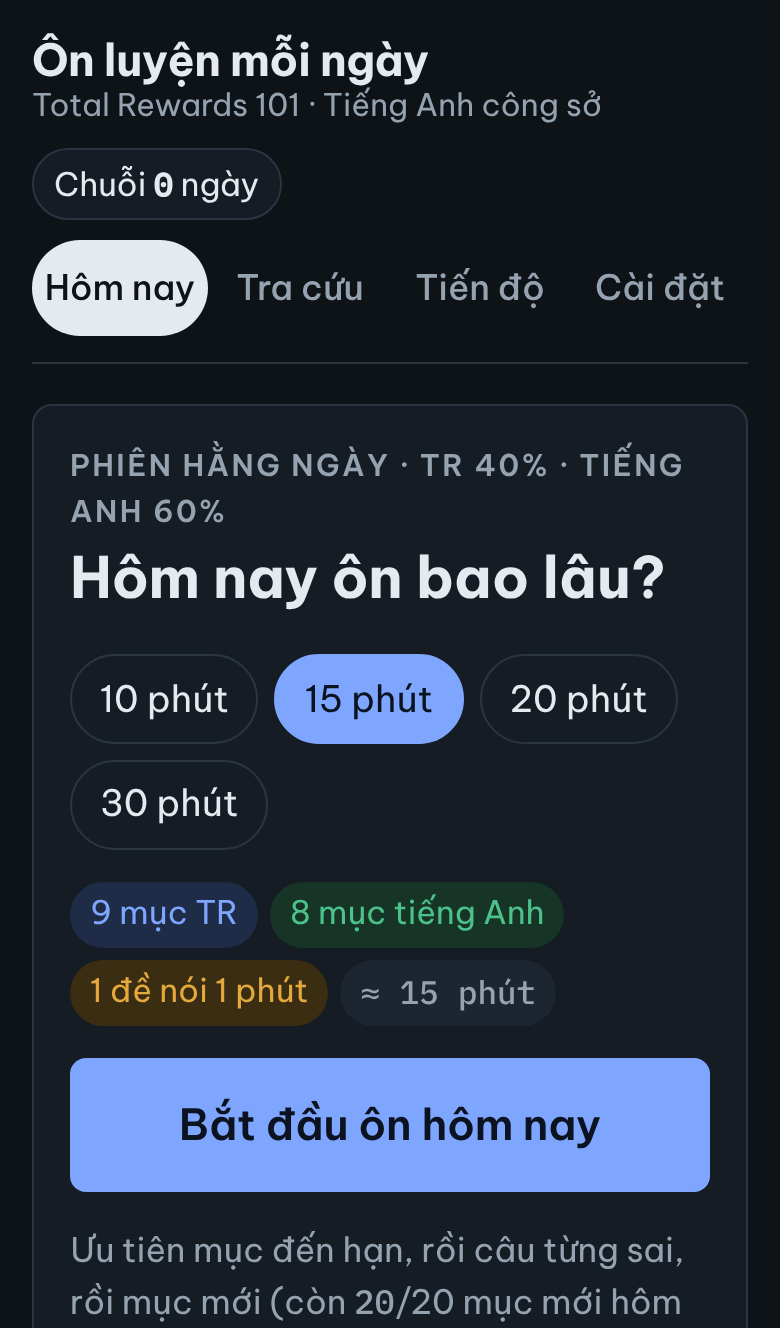 Ôn luyện mỗi ngày
Total Rewards 101 · Tiếng Anh công sở
Chuỗi 0 ngày
Hôm nay Tra cứu Tiến độ Cài đặt
PHIÊN HẰNG NGÀY · TR 40% · TIẾNG
ANH 60%
Hôm nay ôn bao lâu?
10 phút 15 phút 20 phút
30 phút
9 mục TR 8 mục tiếng Anh
1 đề nói 1 phút ≈ 15 phút
Bắt đầu ôn hôm nay
Ưu tiên mục đến hạn, rồi câu từng sai,
rồi mục mới (còn 20/20 mục mới hôm